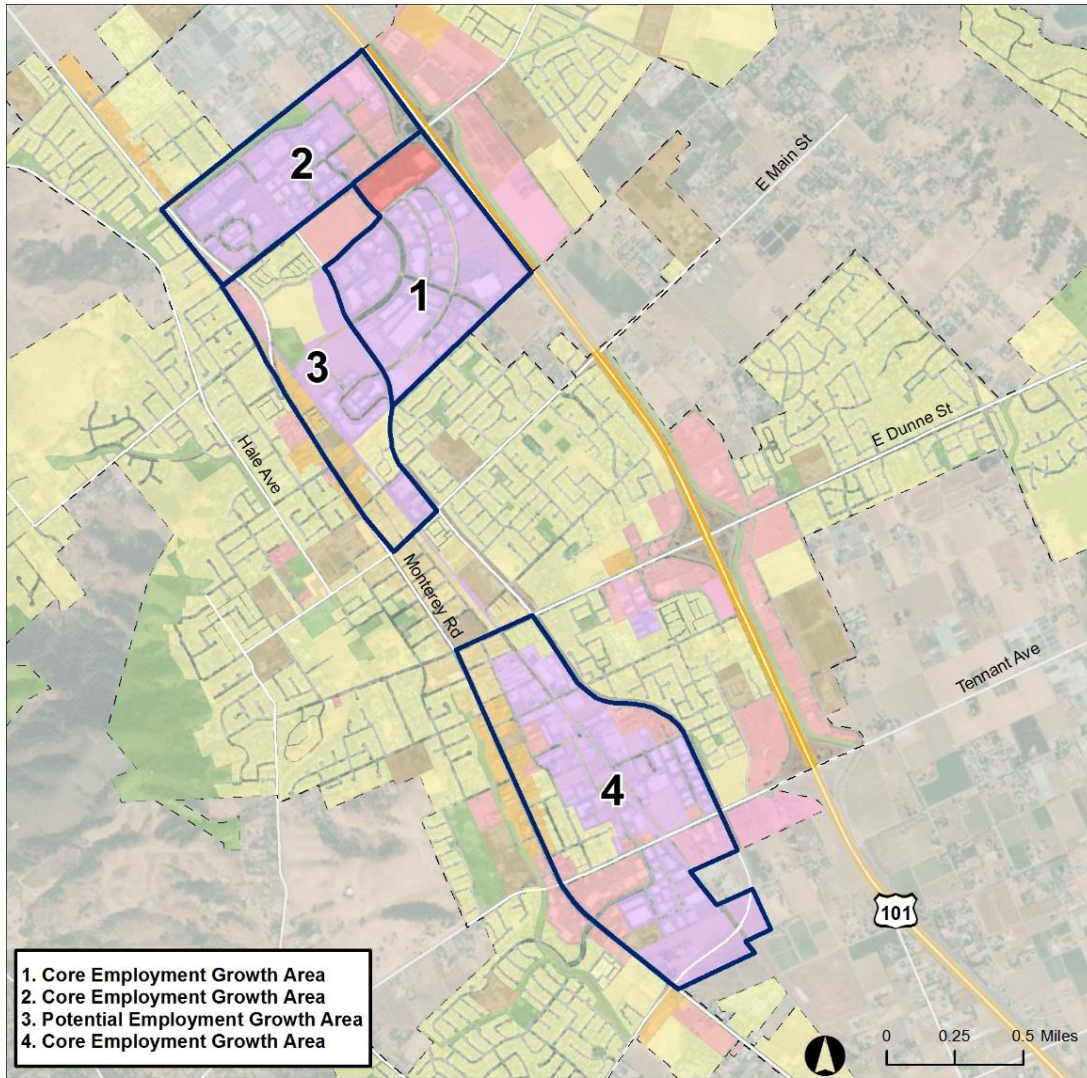 2
E Main St
1
3
Hale Ave
E Dunne St
Monterey Rd
Tennant Ave
4
101
1. Core Employment Growth Area
2. Core Employment Growth Area
3. Potential Employment Growth Area
4. Core Employment Growth Area
0 0.25 0.5 Miles